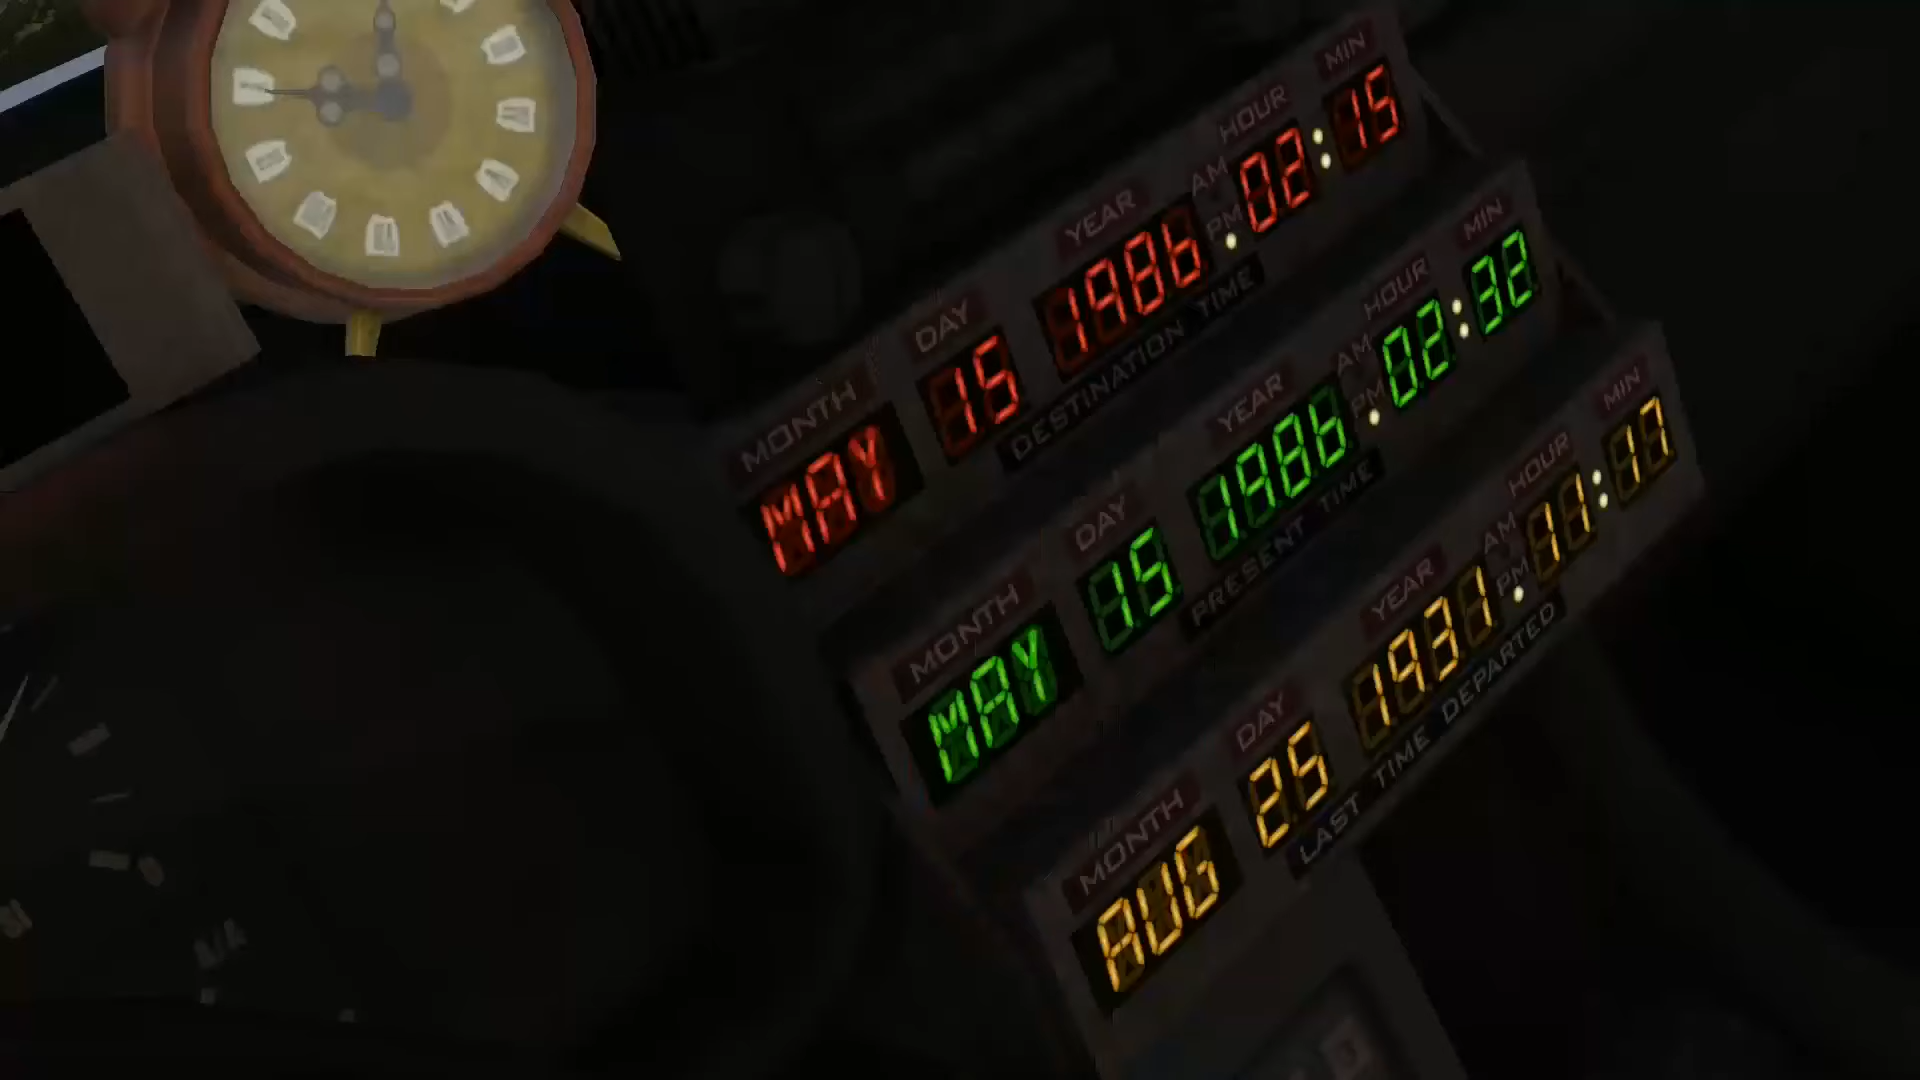 MONTH DAY YEAR AM PM HOUR MIN
MAY 15 1986 02:15
DESTINATION TIME
MONTH DAY YEAR AM PM HOUR MIN
MAY 15 1986 02:32
PRESENT TIME
MONTH DAY YEAR AM PM HOUR MIN
AUG 25 1931 11:17
LAST TIME DEPARTED